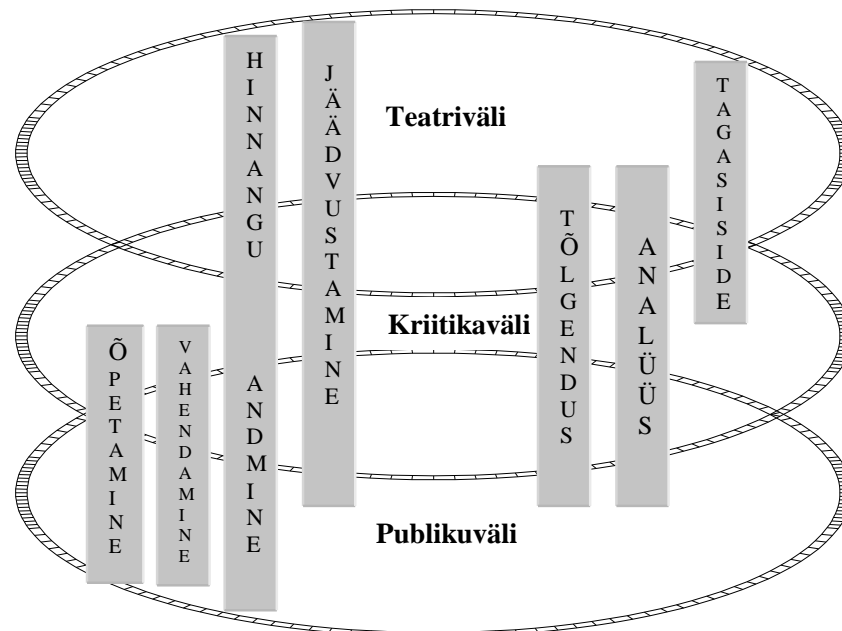 HINNANGU ANDMINE
JÄÄDVUSTAMINE
TAGASISIDE
Teatriväli
TÕLGENDUS
ANALÜÜS
Kriitikaväli
ÕPETAMINE
VAHENDAMINE
Publikuväli